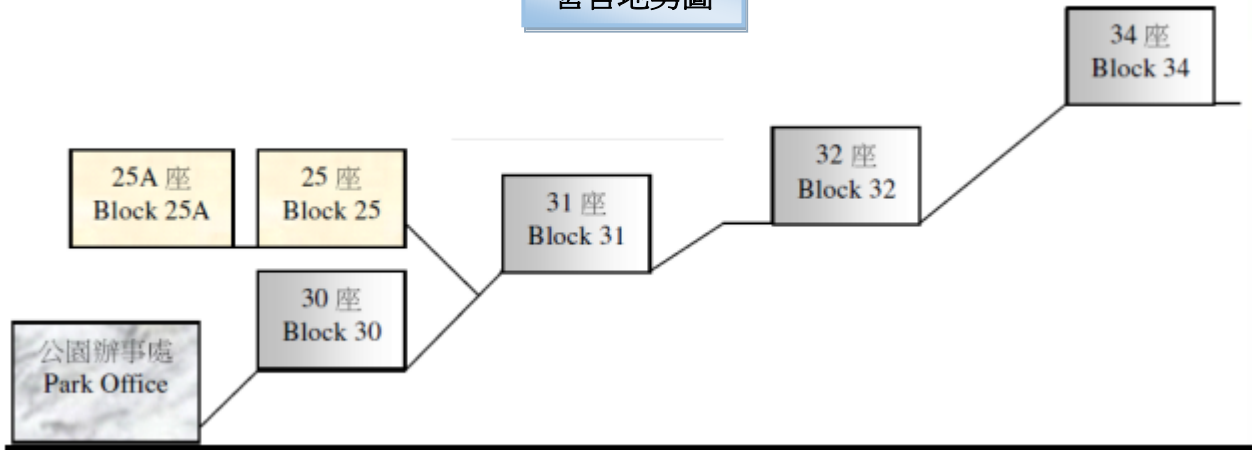 營舍地勢圖
34 座
Block 34
32 座
Block 32
25A 座
Block 25A
25 座
Block 25
31 座
Block 31
30 座
Block 30
公園辦事處
Park Office